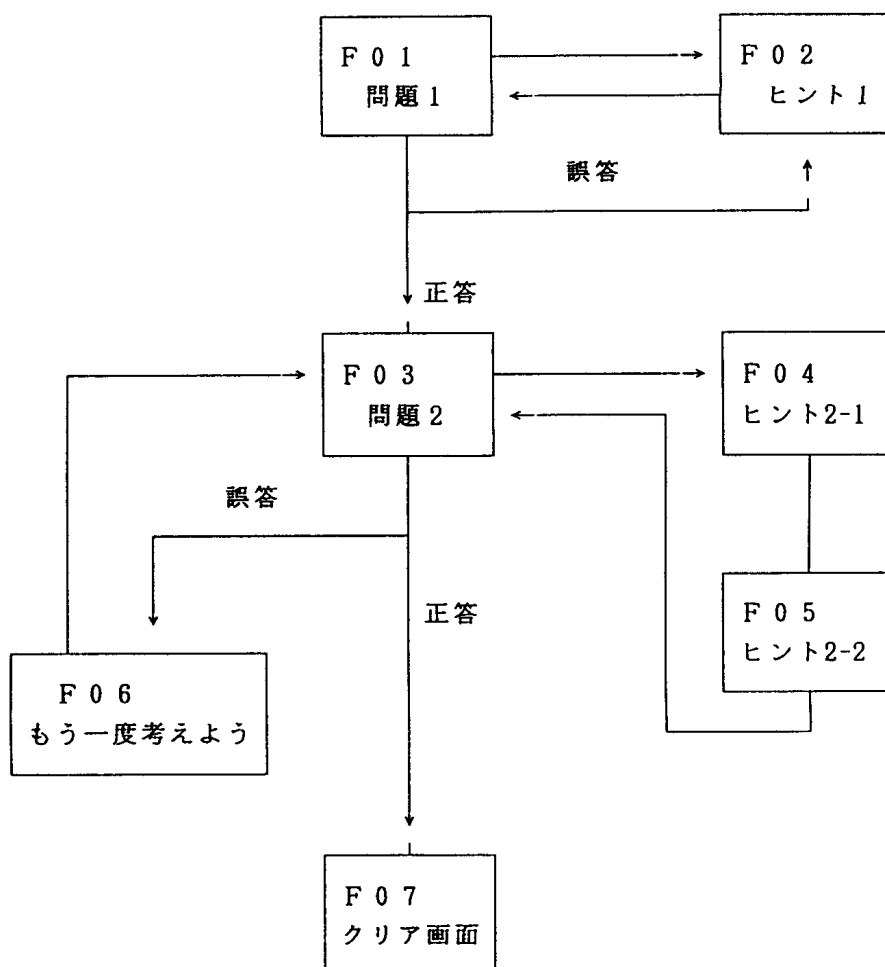 F01
問題1
F02
ヒント1
誤答
正答
F03
問題2
F04
ヒント2-1
誤答
正答
F05
ヒント2-2
F06
もう一度考えよう
F07
クリア画面